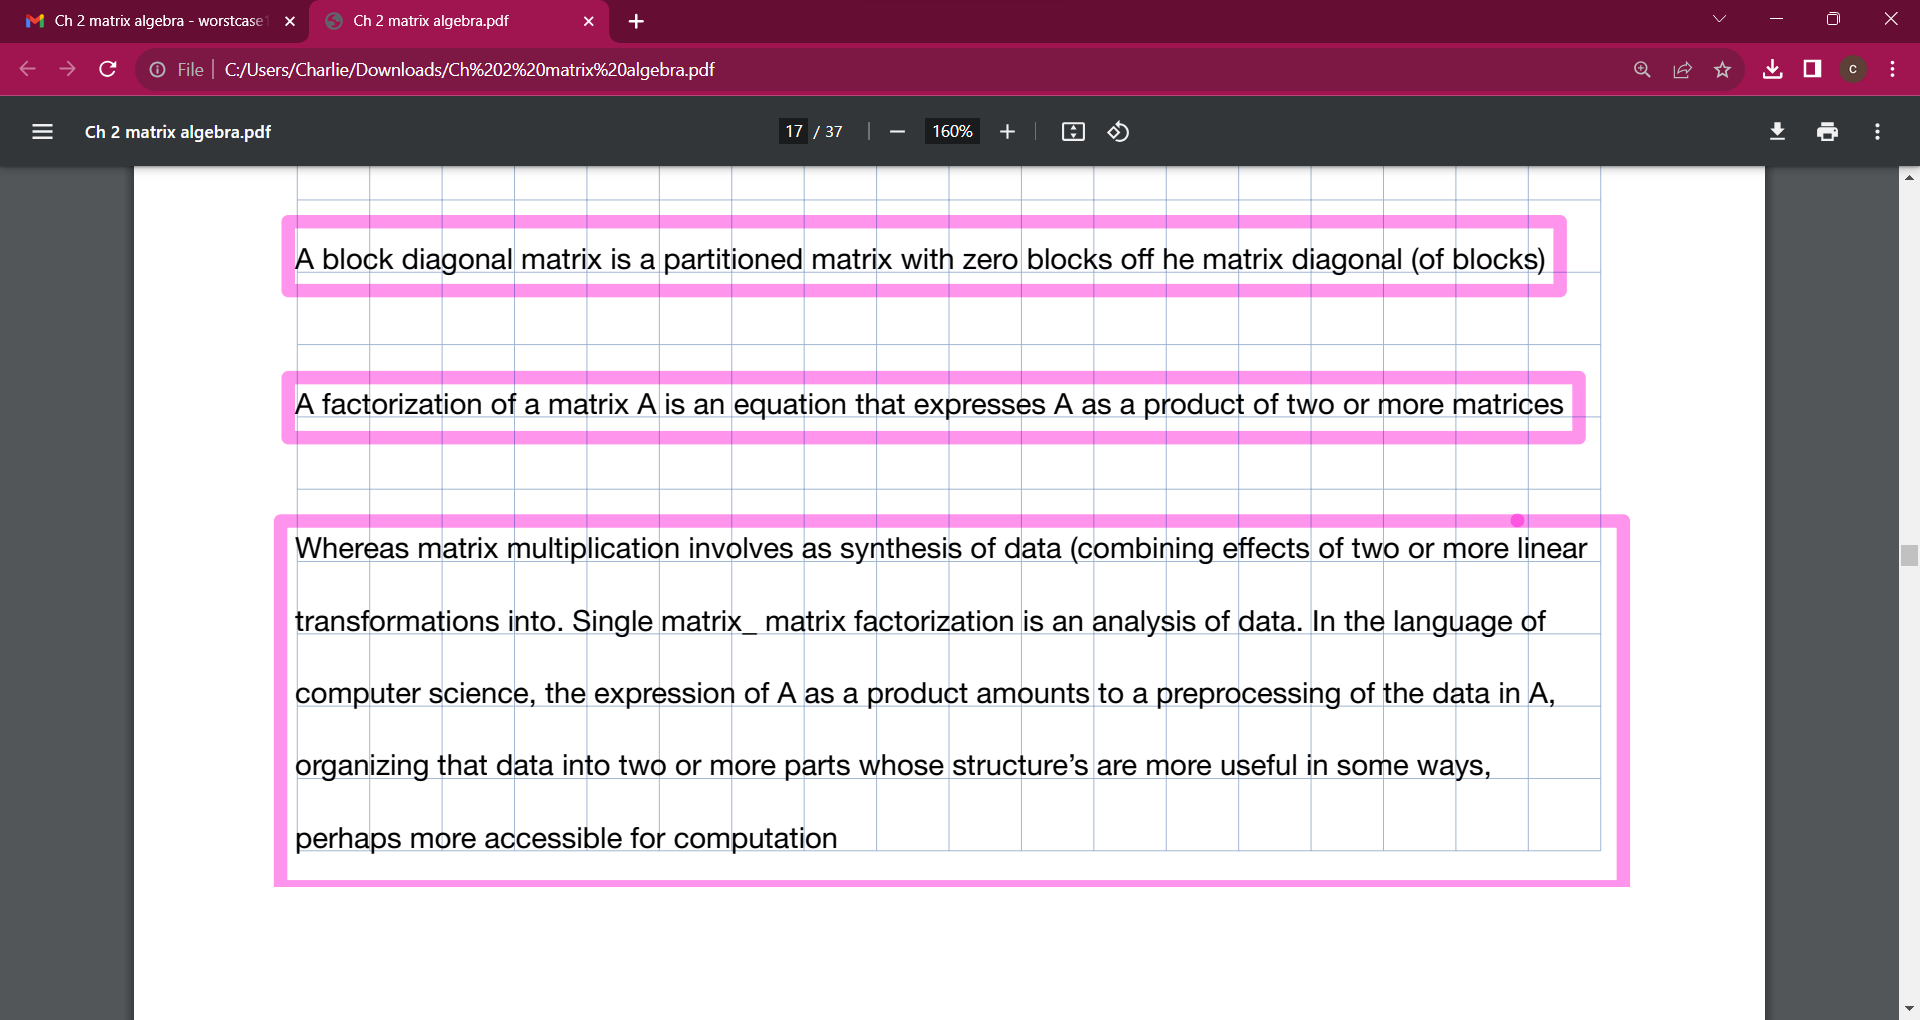 Ch 2 matrix algebra - worstcase1
Ch 2 matrix algebra.pdf
File
C:/Users/Charlie/Downloads/Ch%202%20matrix%20algebra.pdf
C
Ch 2 matrix algebra.pdf
17 / 37
160%
A block diagonal matrix is a partitioned matrix with zero blocks off he matrix diagonal (of blocks)
A factorization of a matrix A is an equation that expresses A as a product of two or more matrices
Whereas matrix multiplication involves as synthesis of data (combining effects of two or more linear
transformations into. Single matrix_ matrix factorization is an analysis of data. In the language of
computer science, the expression of A as a product amounts to a preprocessing of the data in A,
organizing that data into two or more parts whose structure’s are more useful in some ways,
perhaps more accessible for computation